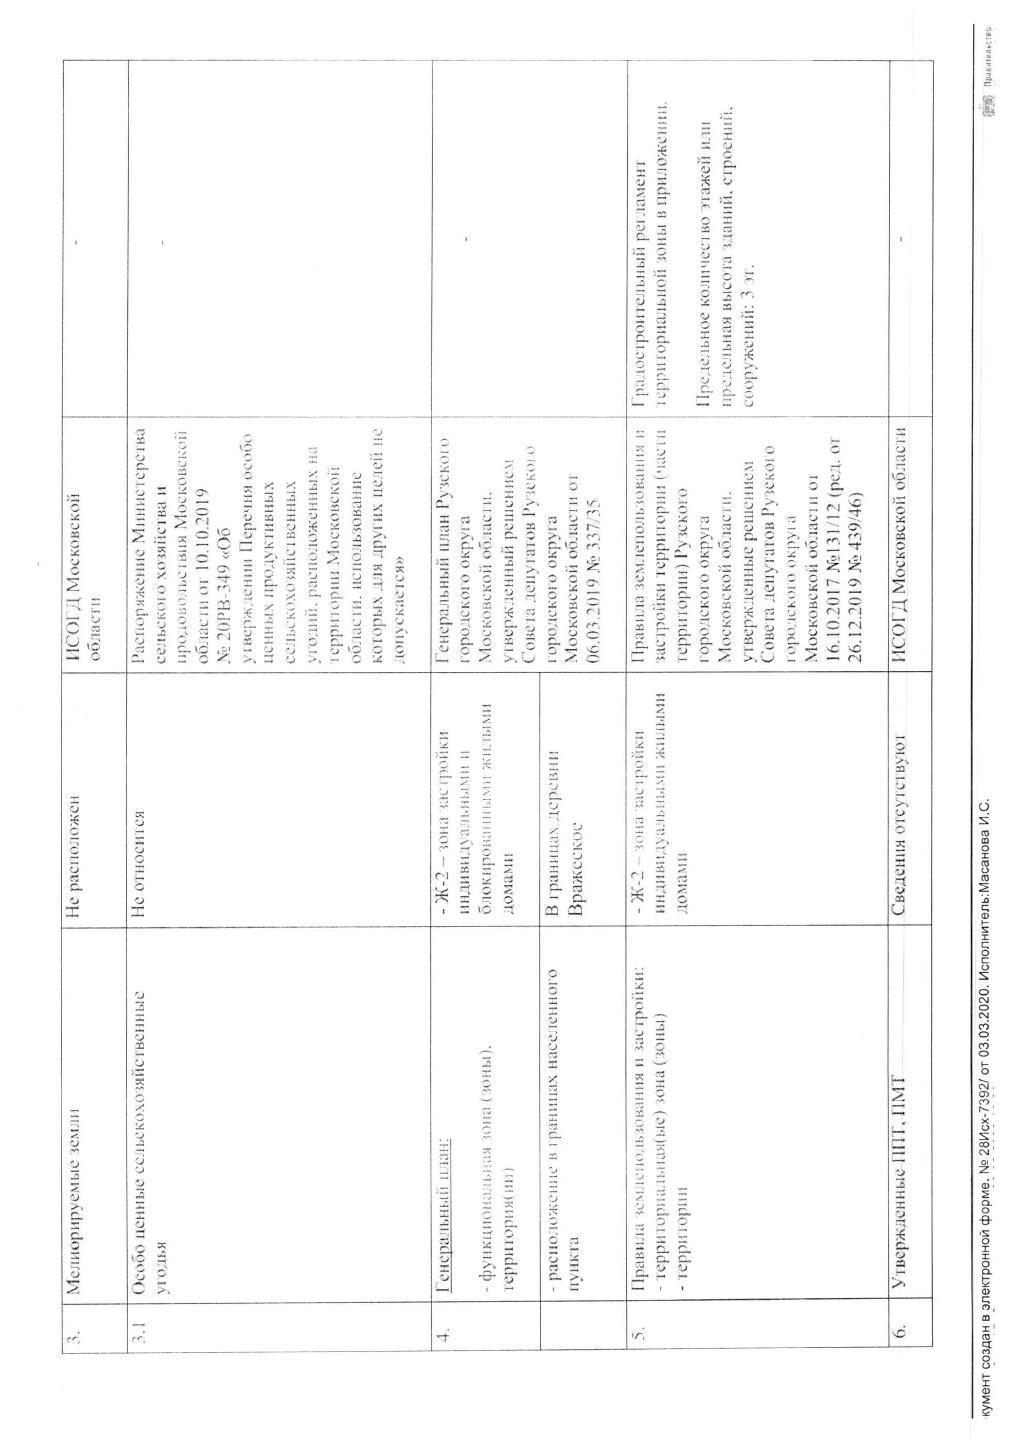 3.
Мелиорируемые земли
Не расположен
ИСОГД Московской
области
-
3.1
Особо ценные сельскохозяйственные
угодья
Не относится
Распоряжение Министерства
сельского хозяйства и
продовольствия Московской
области от 10.10.2019
№ 20РВ-349 «Об
утверждении Перечня особо
ценных продуктивных
сельскохозяйственных
угодий, расположенных на
территории Московской
области, использование
которых для других целей не
допускается»
-
4.
Генеральный план:
- функциональная зона (зоны),
территория(ии)
- Ж-2 – зона застройки
индивидуальными и
блокированными жилыми
домами
Генеральный план Рузского
городского округа
Московской области,
утвержденный решением
Совета депутатов Рузского
городского округа
Московской области от
06.03.2019 № 337/35
-
- расположение в границах населенного
пункта
В границах деревни
Вражеское
5.
Правила землепользования и застройки:
- территориальная(ые) зона (зоны)
- территории
- Ж-2 – зона застройки
индивидуальными жилыми
домами
Правила землепользования и
застройки территории (части
территории) Рузского
городского округа
Московской области,
утвержденные решением
Совета депутатов Рузского
городского округа
Московской области от
16.10.2017 №131/12 (ред. от
26.12.2019 № 439/46)
Градостроительный регламент
территориальной зоны в приложении.
Предельное количество этажей или
предельная высота зданий, строений,
сооружений: 3 эт.
6.
Утвержденные ППТ, ПМТ
Сведения отсутствуют
ИСОГД Московской области
-
кумент создан в электронной форме. № 28Исх-7392/ от 03.03.2020. Исполнитель:Масанова И.С.
Правительство